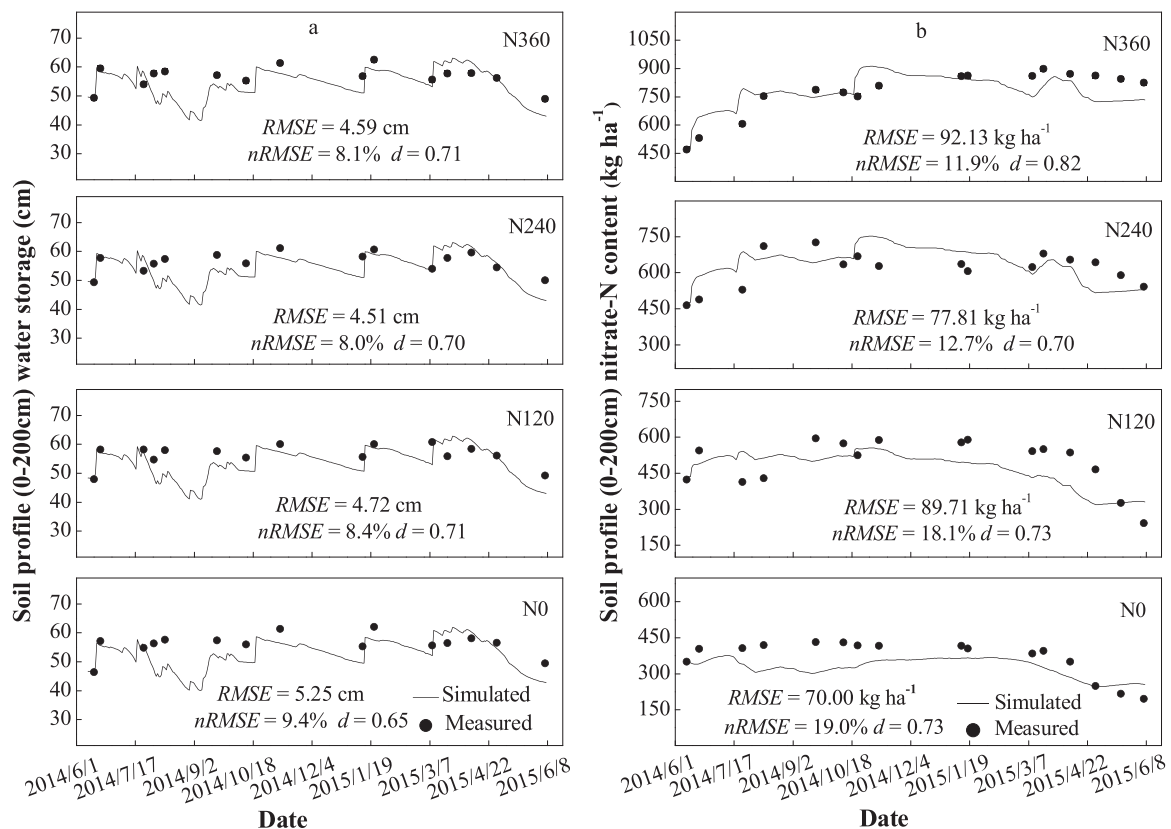 a
N360
60
50
40
30
RMSE = 4.59 cm
nRMSE = 8.1% d = 0.71
N240
60
50
40
30
RMSE = 4.51 cm
nRMSE = 8.0% d = 0.70
N120
60
50
40
30
RMSE = 4.72 cm
nRMSE = 8.4% d = 0.71
N0
60
50
40
30
RMSE = 5.25 cm
nRMSE = 9.4% d = 0.65
Simulated
Measured
Soil profile (0-200cm) water storage (cm)
2014/6/1
2014/7/17
2014/9/2
2014/10/18
2014/12/4
2015/1/19
2015/3/7
2015/4/22
2015/6/8
Date
b
N360
1050
900
750
600
450
RMSE = 92.13 kg ha⁻¹
nRMSE = 11.9% d = 0.82
N240
750
600
450
300
RMSE = 77.81 kg ha⁻¹
nRMSE = 12.7% d = 0.70
N120
750
600
450
300
150
RMSE = 89.71 kg ha⁻¹
nRMSE = 18.1% d = 0.73
N0
600
450
300
150
RMSE = 70.00 kg ha⁻¹
nRMSE = 19.0% d = 0.73
Simulated
Measured
Soil profile (0-200cm) nitrate-N content (kg ha⁻¹)
2014/6/1
2014/7/17
2014/9/2
2014/10/18
2014/12/4
2015/1/19
2015/3/7
2015/4/22
2015/6/8
Date